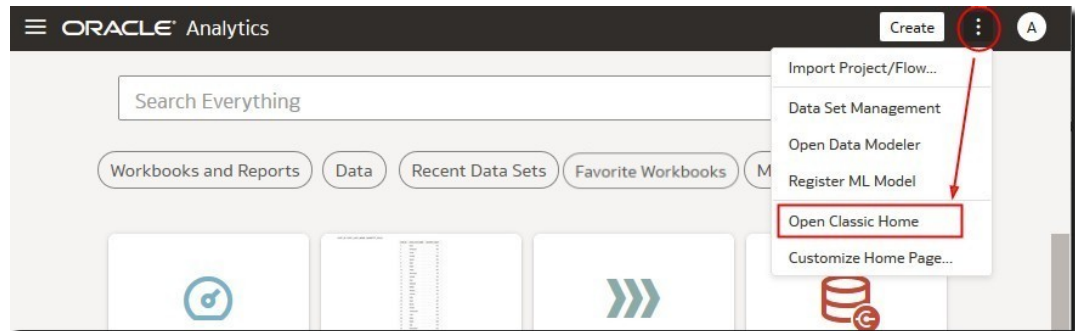 ORACLE Analytics
Create
A
Import Project/Flow...
Search Everything
Data Set Management
Open Data Modeler
Workbooks and Reports
Data
Recent Data Sets
Favorite Workbooks
M
Register ML Model
Open Classic Home
Customize Home Page...